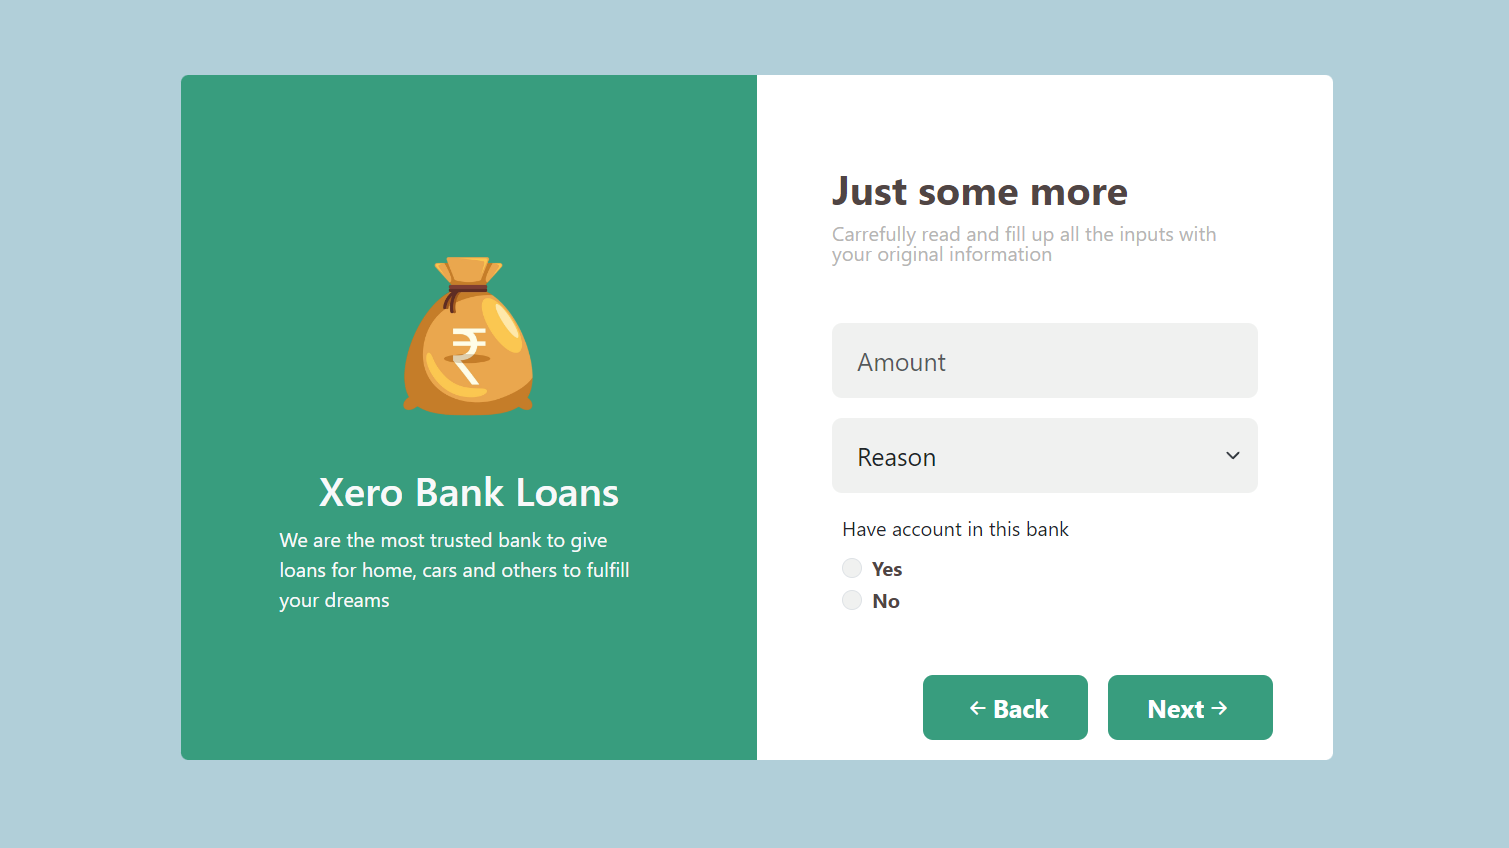 ₹
Xero Bank Loans
We are the most trusted bank to give
loans for home, cars and others to fulfill
your dreams
Just some more
Carrefully read and fill up all the inputs with
your original information
Amount
Reason
Have account in this bank
Yes
No
← Back
Next →